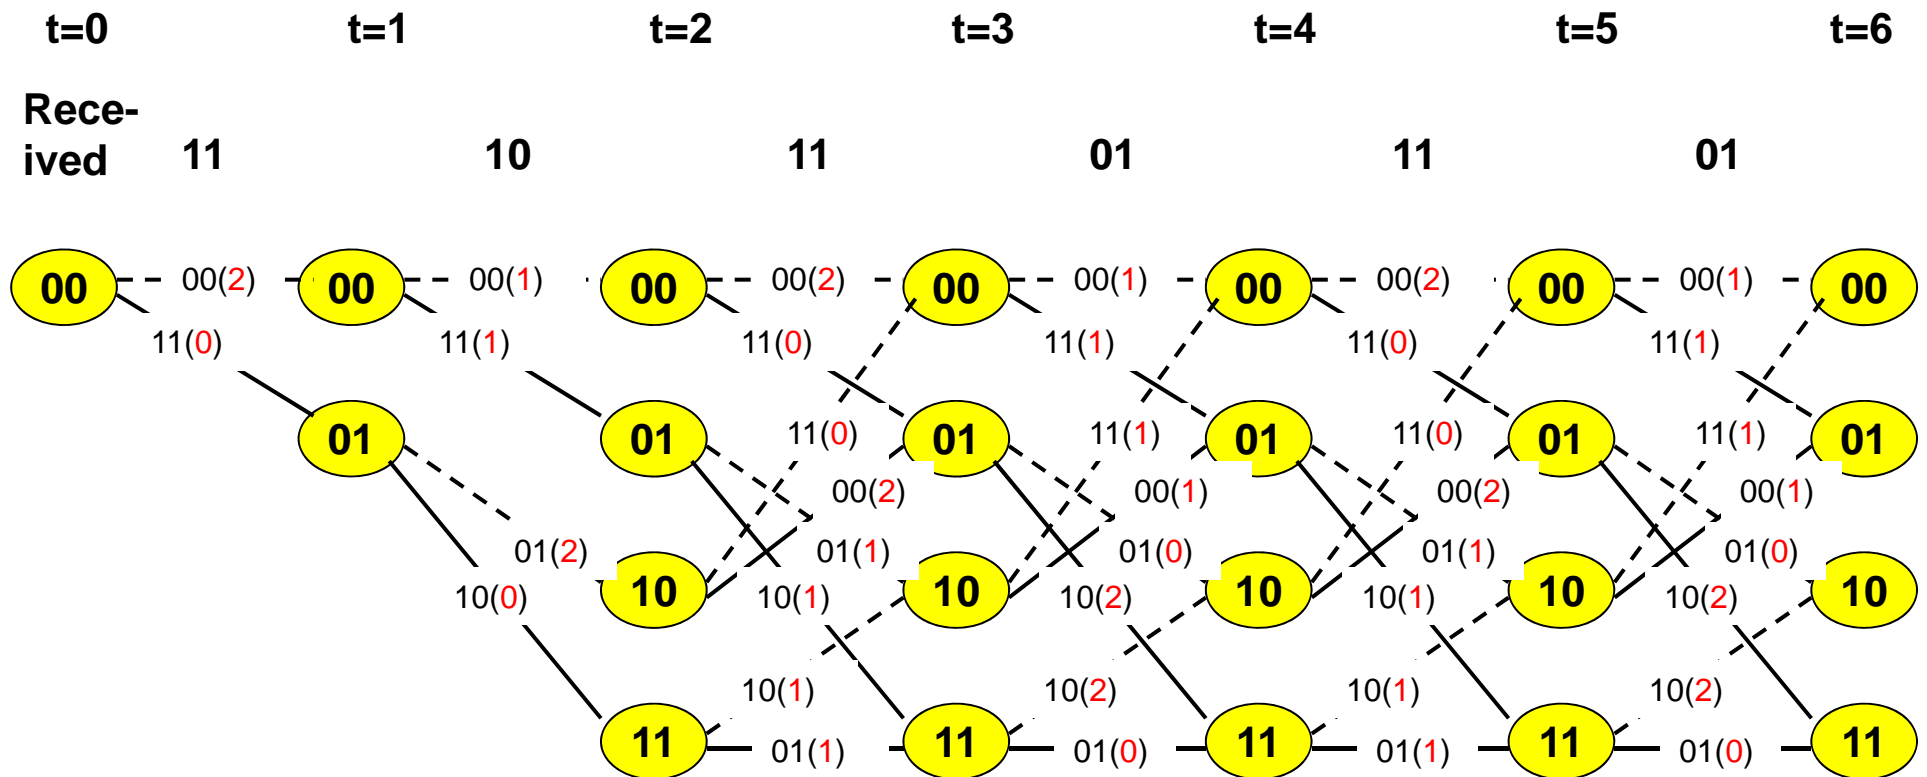 t=0 t=1 t=2 t=3 t=4 t=5 t=6
Rece-
ived 11 10 11 01 11 01
00 00(2) 00 00(1) 00 00(2) 00 00(1) 00 00(2) 00 00(1) 00
11(0) 11(1) 11(0) 11(1) 11(0) 11(1)
01 01 11(0) 01 11(1) 01 11(0) 01 11(1) 01
00(2) 00(1) 00(2) 00(1)
01(2) 01(1) 01(0) 01(1) 01(0)
10(0) 10 10(1) 10 10(2) 10 10(1) 10 10(2) 10
10(1) 10(2) 10(1) 10(2)
11 01(1) 11 01(0) 11 01(1) 11 01(0) 11